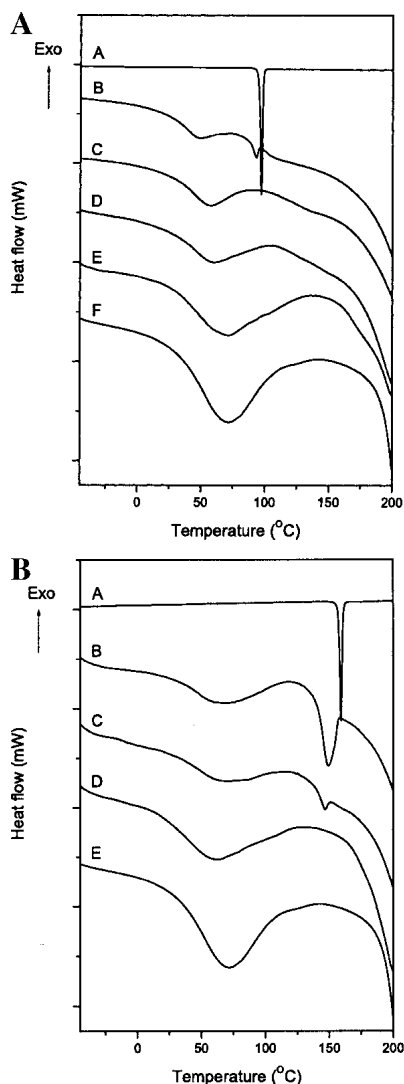 A
Exo
A
B
C
D
E
F
Heat flow (mW)
0 50 100 150 200
Temperature (°C)
B
Exo
A
B
C
D
E
Heat flow (mW)
0 50 100 150 200
Temperature (°C)